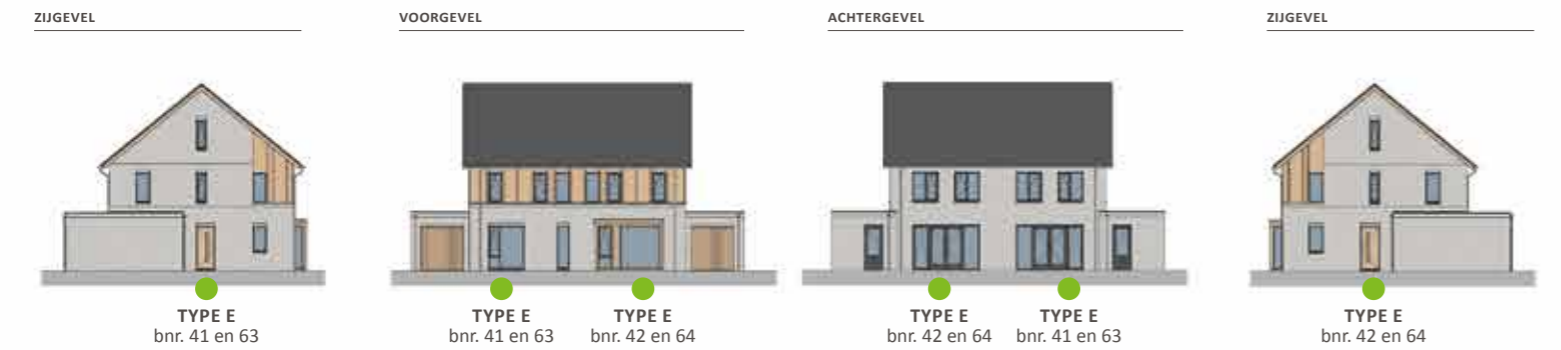 ZIJGEVEL
VOORGEVEL
ACHTERGEVEL
ZIJGEVEL
TYPE E
bnr. 41 en 63
TYPE E
bnr. 41 en 63
TYPE E
bnr. 42 en 64
TYPE E
bnr. 42 en 64
TYPE E
bnr. 41 en 63
TYPE E
bnr. 42 en 64